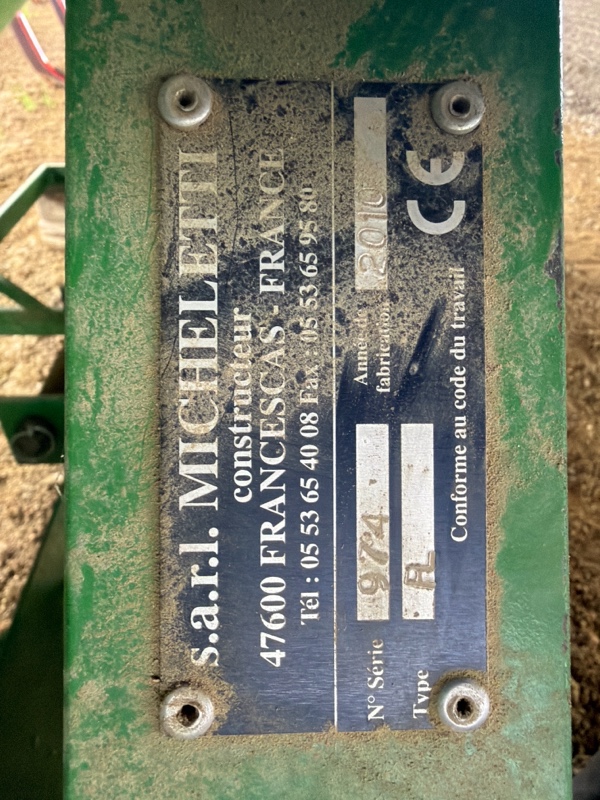 s.a.r.l. MICHELETTI
constructeur
47600 FRANCESCAS - FRANCE
Tél : 05 53 65 40 08 Fax : 05 53 65 95 80
N° Série 974 Année de fabrication 2010
Type FL CE
Conforme au code du travail